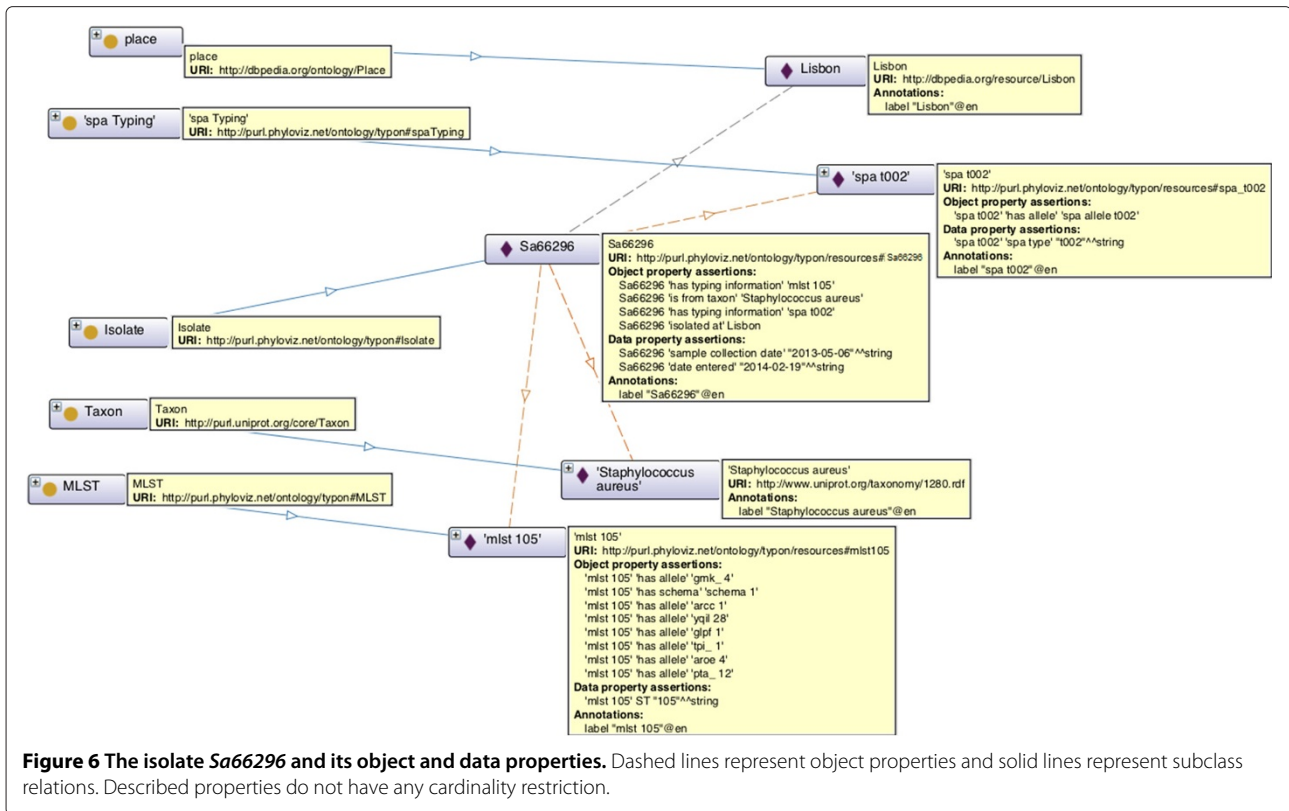 place
place
URI: http://dbpedia.org/ontology/Place
Lisbon
Lisbon
URI: http://dbpedia.org/resource/Lisbon
Annotations:
label "Lisbon"@en
'spa Typing'
'spa Typing'
URI: http://purl.phyloviz.net/ontology/typon#spaTyping
'spa t002'
'spa t002'
URI: http://purl.phyloviz.net/ontology/typon/resources#spa_t002
Object property assertions:
'spa t002' 'has allele' 'spa allele t002'
Data property assertions:
'spa t002' 'spa type' "t002"^^string
Annotations:
label "spa t002"@en
Sa66296
Sa66296
URI: http://purl.phyloviz.net/ontology/typon/resources#Sa66296
Object property assertions:
Sa66296 'has typing information' 'mlst 105'
Sa66296 'is from taxon' 'Staphylococcus aureus'
Sa66296 'has typing information' 'spa t002'
Sa66296 'isolated at' Lisbon
Data property assertions:
Sa66296 'sample collection date' "2013-05-06"^^string
Sa66296 'date entered' "2014-02-19"^^string
Annotations:
label "Sa66296"@en
Isolate
Isolate
URI: http://purl.phyloviz.net/ontology/typon#Isolate
Taxon
Taxon
URI: http://purl.uniprot.org/core/Taxon
'Staphylococcus
aureus'
'Staphylococcus aureus'
URI: http://www.uniprot.org/taxonomy/1280.rdf
Annotations:
label "Staphylococcus aureus"@en
MLST
MLST
URI: http://purl.phyloviz.net/ontology/typon#MLST
'mlst 105'
'mlst 105'
URI: http://purl.phyloviz.net/ontology/typon/resources#mlst105
Object property assertions:
'mlst 105' 'has allele' 'gmk_ 4'
'mlst 105' 'has schema' 'schema 1'
'mlst 105' 'has allele' 'arcc 1'
'mlst 105' 'has allele' 'yqil 28'
'mlst 105' 'has allele' 'glpf 1'
'mlst 105' 'has allele' 'tpi_ 1'
'mlst 105' 'has allele' 'aroe 4'
'mlst 105' 'has allele' 'pta_ 12'
Data property assertions:
'mlst 105' ST "105"^^string
Annotations:
label "mlst 105"@en
Figure 6 The isolate Sa66296 and its object and data properties. Dashed lines represent object properties and solid lines represent subclass
relations. Described properties do not have any cardinality restriction.